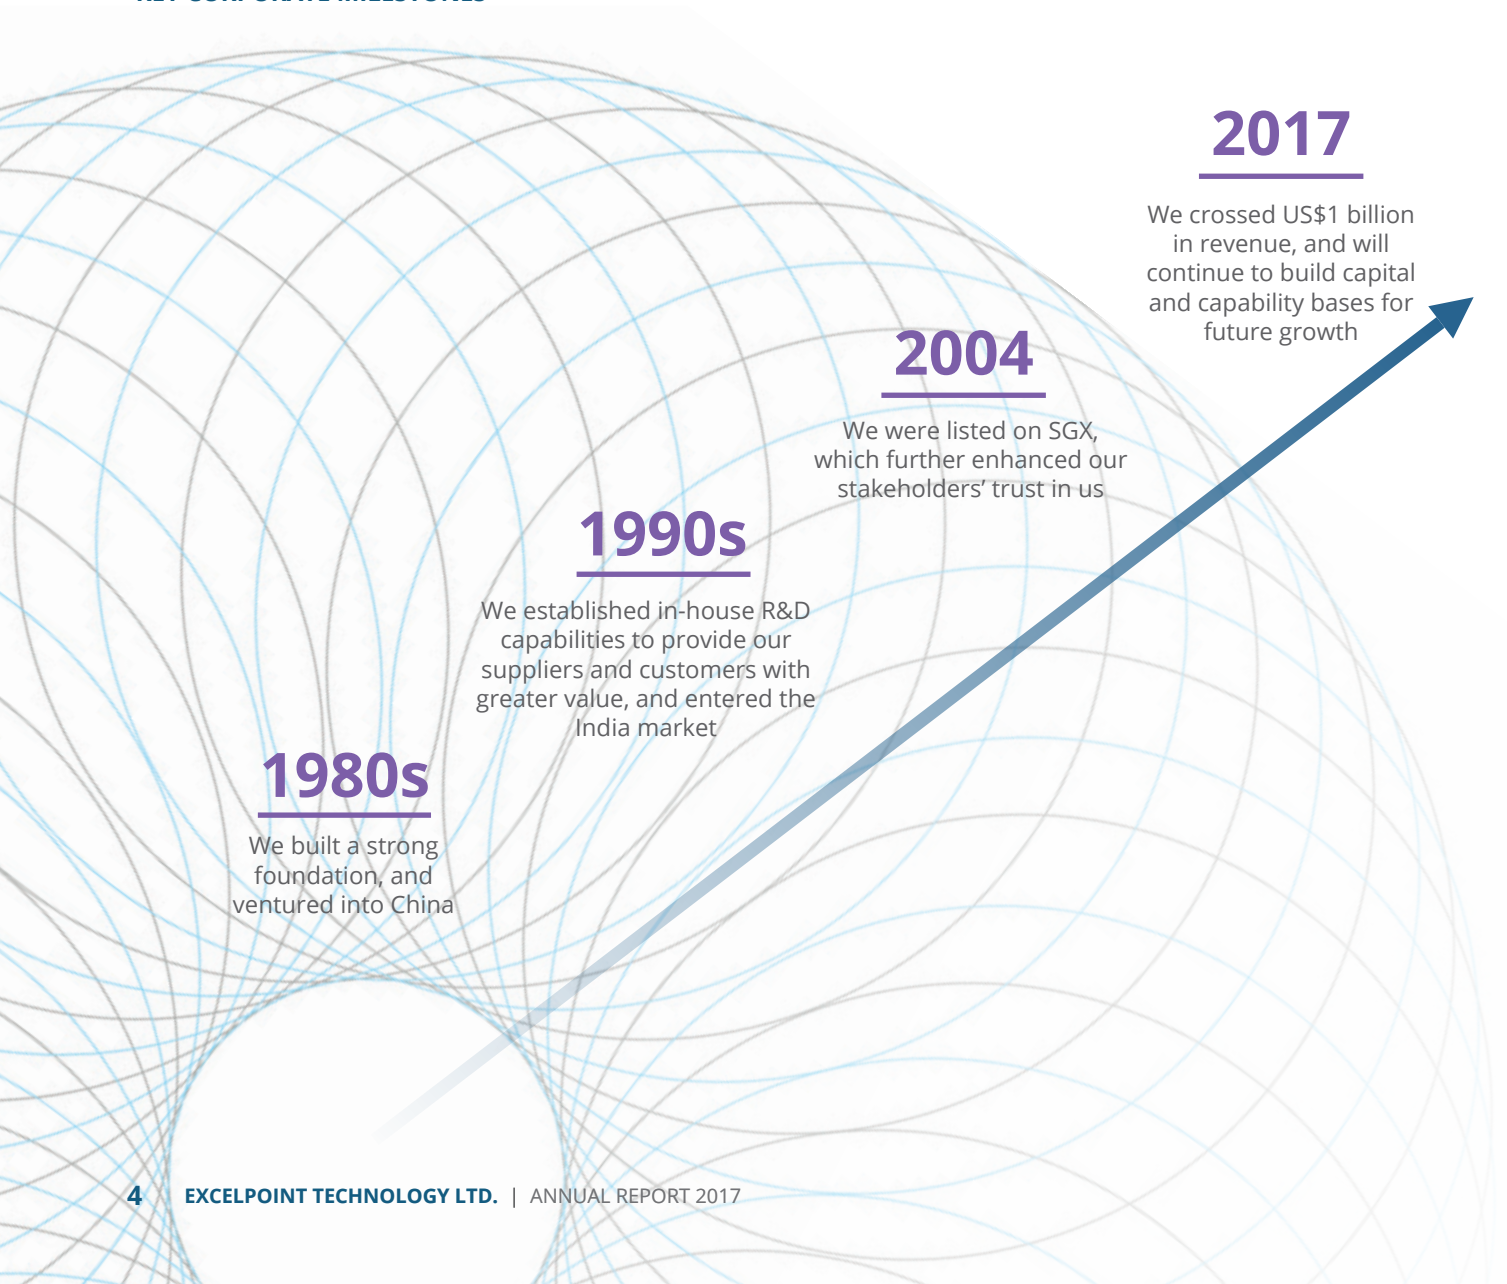 KEY CORPORATE MILESTONES
2017
We crossed US$1 billion
in revenue, and will
continue to build capital
and capability bases for
future growth
2004
We were listed on SGX,
which further enhanced our
stakeholders’ trust in us
1990s
We established in-house R&D
capabilities to provide our
suppliers and customers with
greater value, and entered the
India market
1980s
We built a strong
foundation, and
ventured into China
4 EXCELPOINT TECHNOLOGY LTD. | ANNUAL REPORT 2017